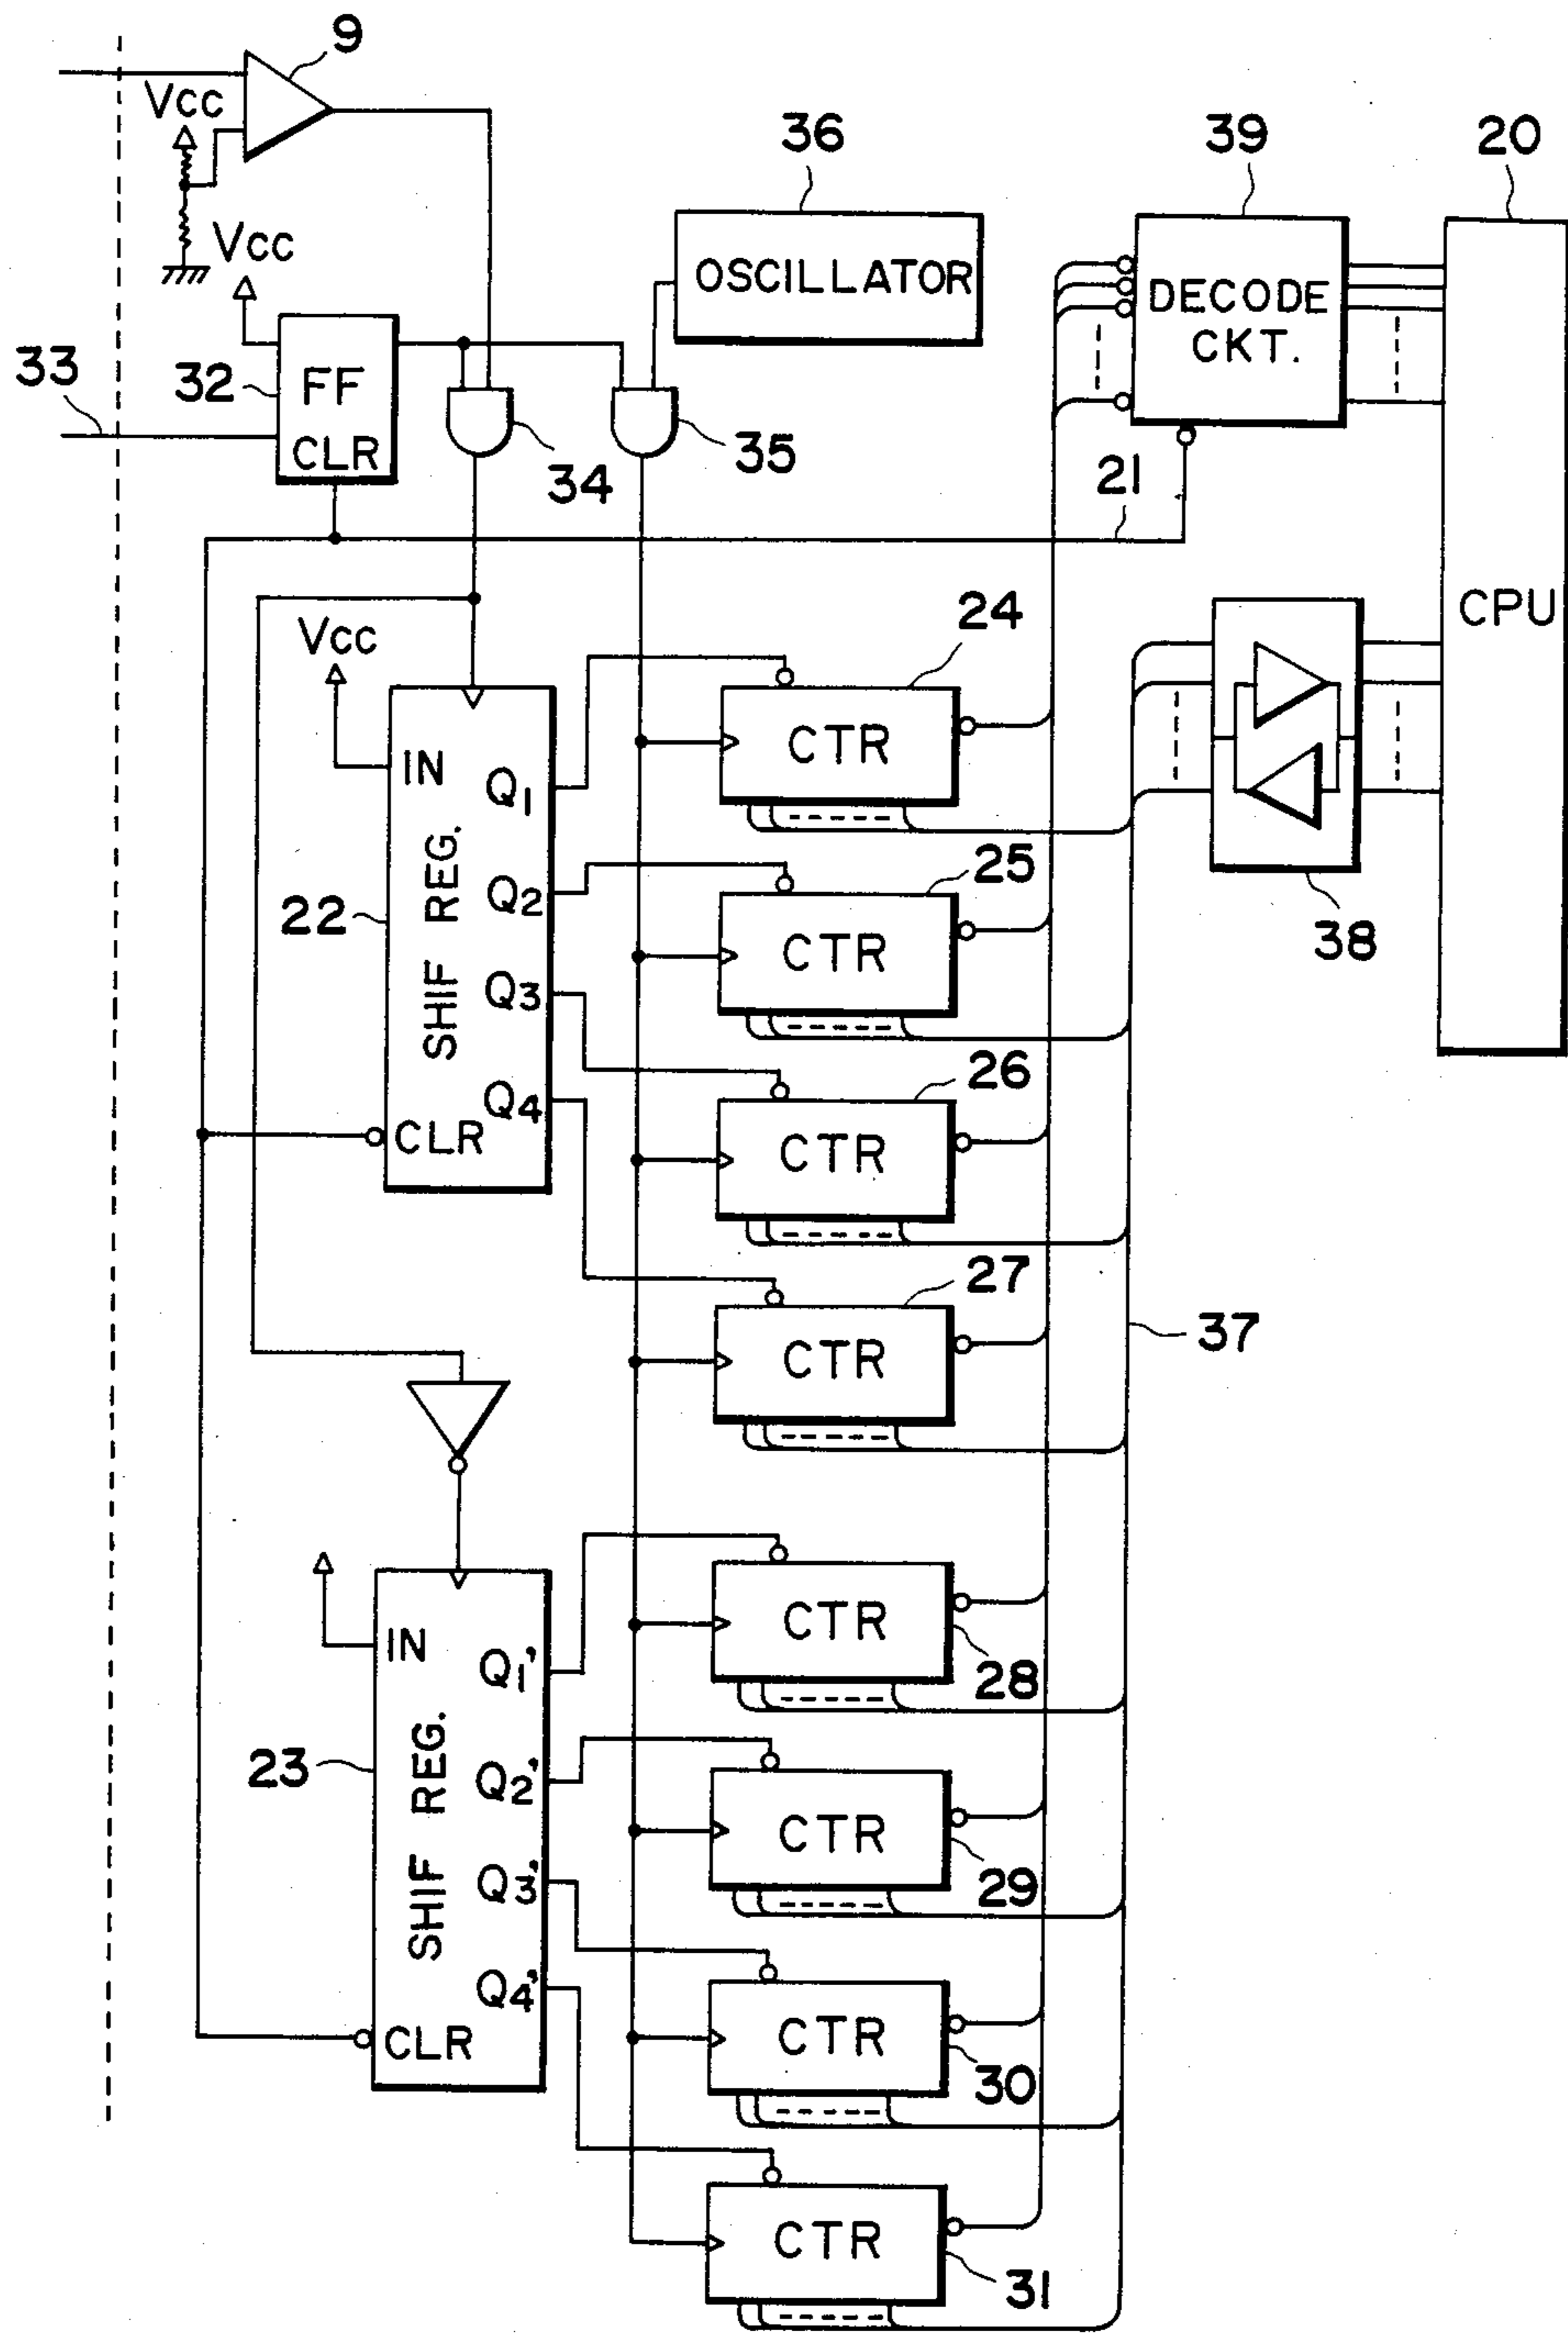 9
Vcc
36
39
20
Vcc
OSCILLATOR
DECODE
CKT.
33
32
FF
CLR
34
35
21
24
CPU
Vcc
CTR
IN
Q1
25
38
22
SHIF REG.
Q2
CTR
Q3
26
Q4
CTR
CLR
27
37
CTR
CTR
28
IN
Q1'
23
SHIF REG.
Q2'
CTR
29
Q3'
Q4'
CTR
30
CLR
CTR
31